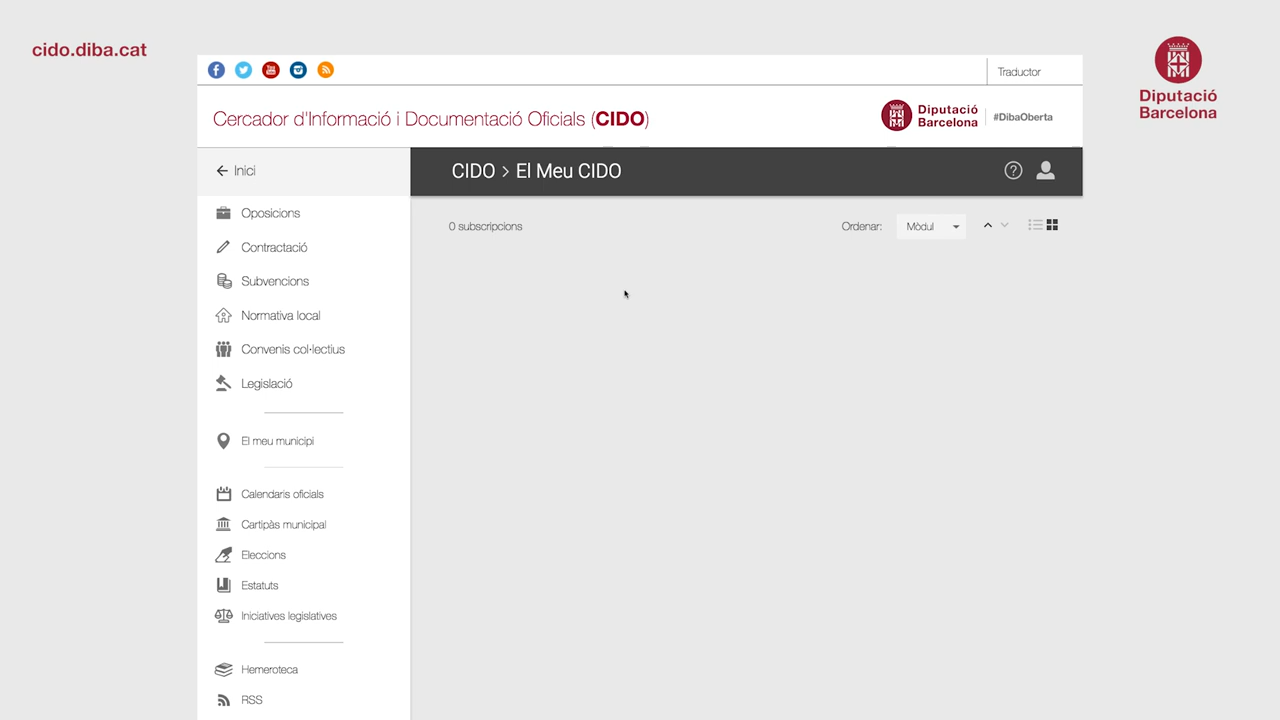 cido.diba.cat
Diputació
Barcelona
Traductor
Cercador d'Informació i Documentació Oficials (CIDO)
Diputació
Barcelona
#DibaOberta
Inici
CIDO > El Meu CIDO
0 subscripcions
Ordenar:
Mòdul
Oposicions
Contractació
Subvencions
Normativa local
Convenis col·lectius
Legislació
El meu municipi
Calendaris oficials
Cartipàs municipal
Eleccions
Estatuts
Iniciatives legislatives
Hemeroteca
RSS